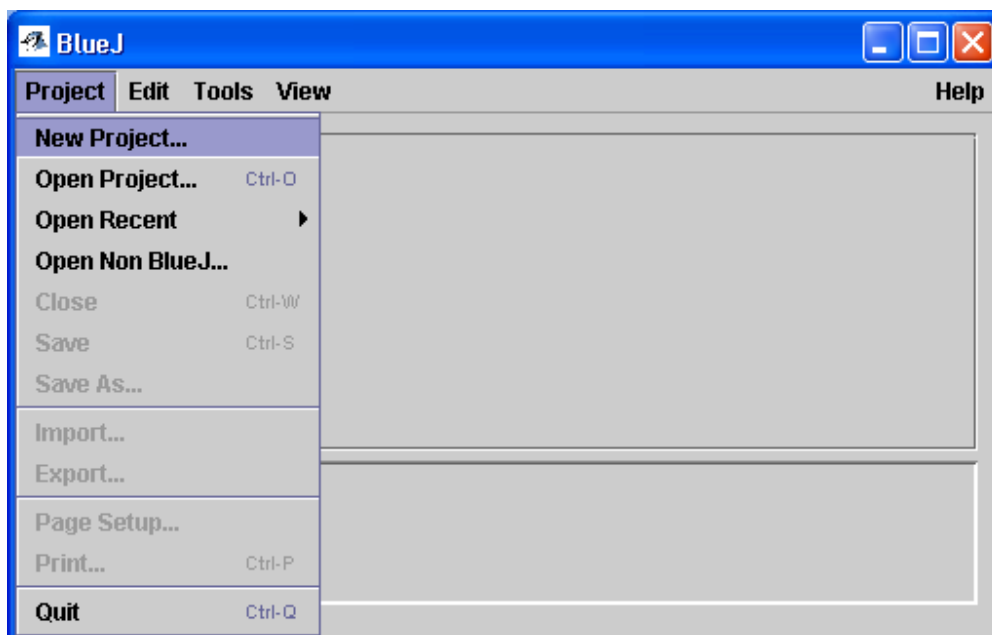 BlueJ
Project Edit Tools View Help
New Project...
Open Project... Ctrl-O
Open Recent
Open Non BlueJ...
Close Ctrl-W
Save Ctrl-S
Save As...
Import...
Export...
Page Setup...
Print... Ctrl-P
Quit Ctrl-Q